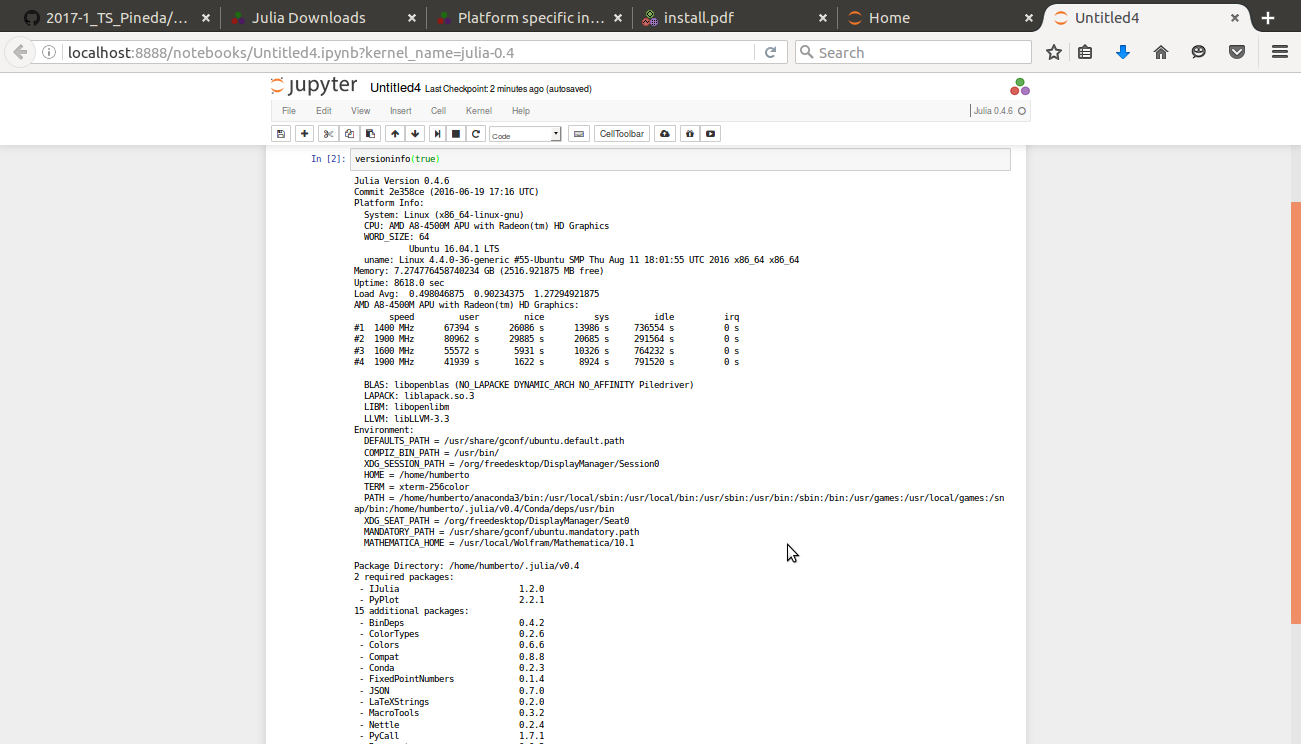 2017-1_TS_Pineda/... × Julia Downloads × Platform specific in... × install.pdf × Home × Untitled4 × +
localhost:8888/notebooks/Untitled4.ipynb?kernel_name=julia-0.4 Search
jupyter Untitled4 Last Checkpoint: 2 minutes ago (autosaved)
File Edit View Insert Cell Kernel Help Julia 0.4.6
Code CellToolbar
In [2]: versioninfo(true)
Julia Version 0.4.6
Commit 2e358ce (2016-06-19 17:16 UTC)
Platform Info:
System: Linux (x86_64-linux-gnu)
CPU: AMD A8-4500M APU with Radeon(tm) HD Graphics
WORD_SIZE: 64
Ubuntu 16.04.1 LTS
uname: Linux 4.4.0-36-generic #55-Ubuntu SMP Thu Aug 11 18:01:55 UTC 2016 x86_64 x86_64
Memory: 7.274776458740234 GB (2516.921875 MB free)
Uptime: 8618.0 sec
Load Avg: 0.498046875 0.90234375 1.27294921875
AMD A8-4500M APU with Radeon(tm) HD Graphics:
speed user nice sys idle irq
#1 1400 MHz 67394 s 26086 s 13986 s 736554 s 0 s
#2 1900 MHz 80962 s 29885 s 20685 s 291564 s 0 s
#3 1600 MHz 55572 s 5931 s 10326 s 764232 s 0 s
#4 1900 MHz 41939 s 1622 s 8924 s 791520 s 0 s
BLAS: libopenblas (NO_LAPACKE DYNAMIC_ARCH NO_AFFINITY Piledriver)
LAPACK: liblapack.so.3
LIBM: libopenlibm
LLVM: libLLVM-3.3
Environment:
DEFAULTS_PATH = /usr/share/gconf/ubuntu.default.path
COMPIZ_BIN_PATH = /usr/bin/
XDG_SESSION_PATH = /org/freedesktop/DisplayManager/Session0
HOME = /home/humberto
TERM = xterm-256color
PATH = /home/humberto/anaconda3/bin:/usr/local/sbin:/usr/local/bin:/usr/sbin:/usr/bin:/sbin:/bin:/usr/games:/usr/local/games:/sn
ap/bin:/home/humberto/.julia/v0.4/Conda/deps/usr/bin
XDG_SEAT_PATH = /org/freedesktop/DisplayManager/Seat0
MANDATORY_PATH = /usr/share/gconf/ubuntu.mandatory.path
MATHEMATICA_HOME = /usr/local/Wolfram/Mathematica/10.1
Package Directory: /home/humberto/.julia/v0.4
2 required packages:
- IJulia 1.2.0
- PyPlot 2.2.1
15 additional packages:
- BinDeps 0.4.2
- ColorTypes 0.2.6
- Colors 0.6.6
- Compat 0.8.8
- Conda 0.2.3
- FixedPointNumbers 0.1.4
- JSON 0.7.0
- LaTeXStrings 0.2.0
- MacroTools 0.3.2
- Nettle 0.2.4
- PyCall 1.7.1